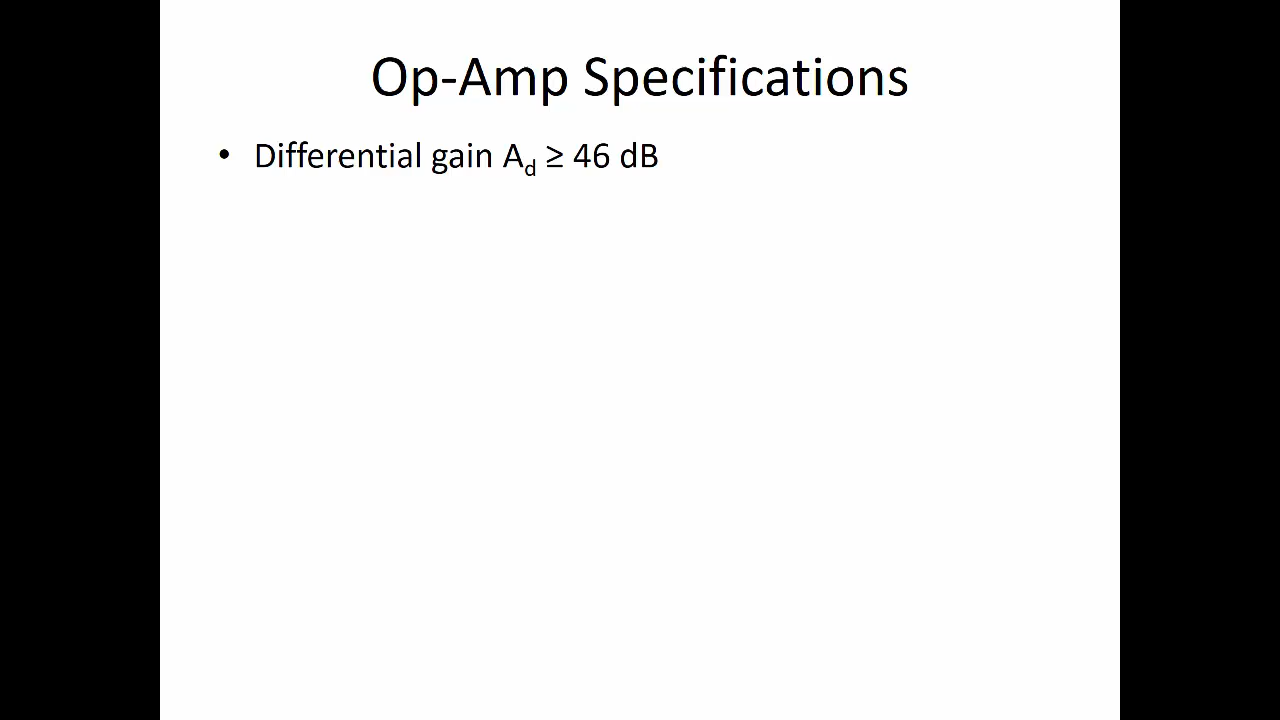 Op-Amp Specifications
• Differential gain Ad ≥ 46 dB